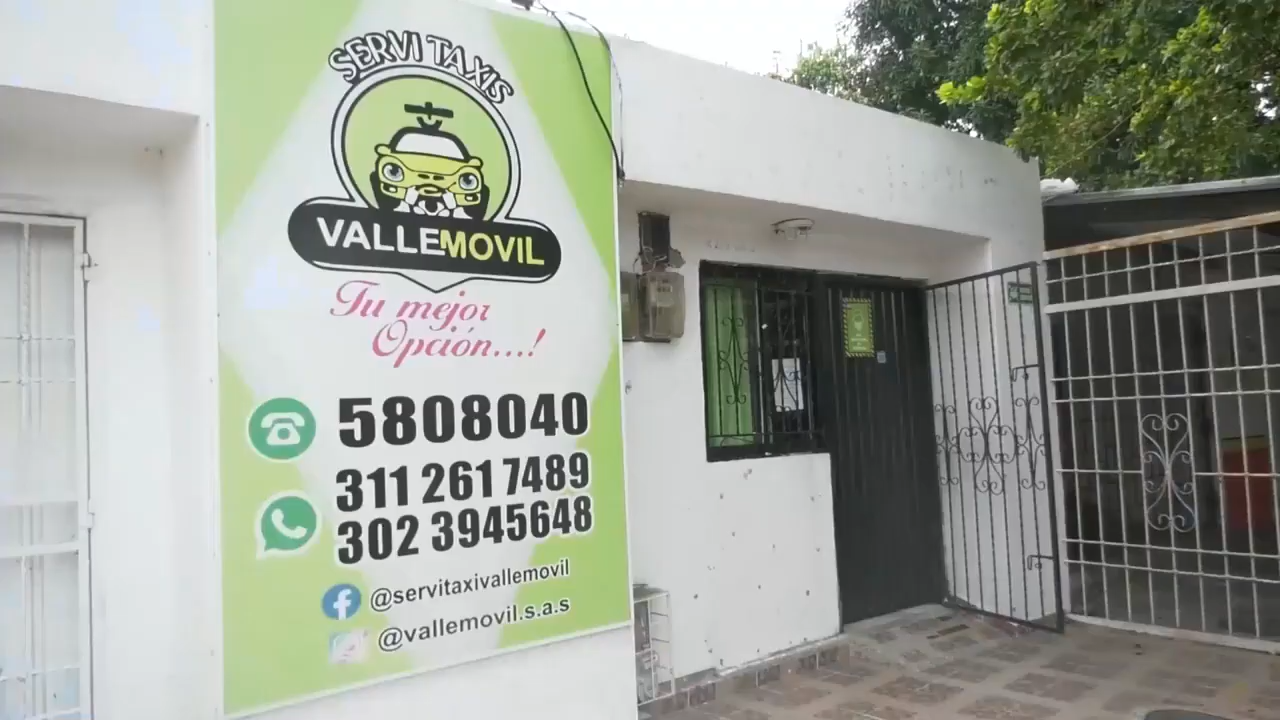 SERVI TAXIS
VALLEMOVIL
Tu mejor
Opción...!
5808040
311 261 7489
302 3945648
@servitaxivallemovil
@vallemovil.s.a.s